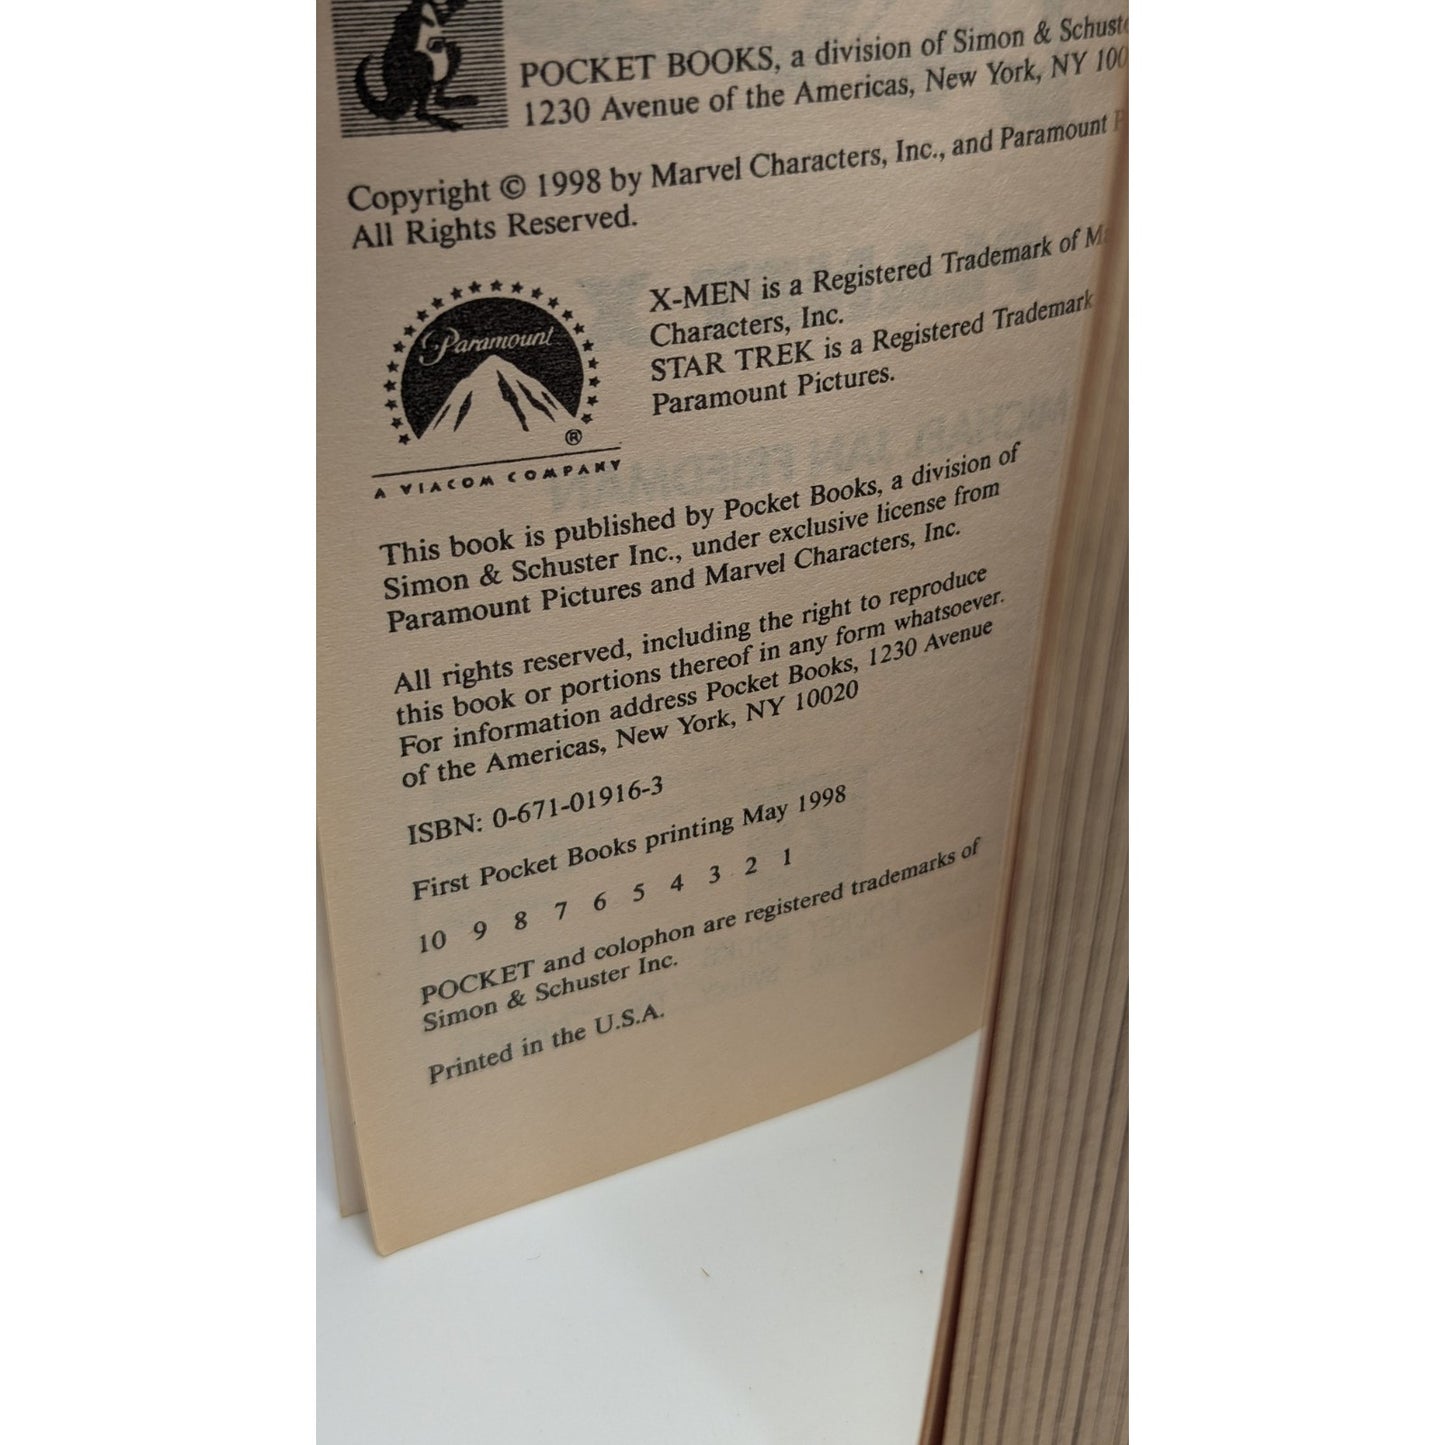 POCKET BOOKS, a division of Simon & Schust
1230 Avenue of the Americas, New York, NY 100
Copyright © 1998 by Marvel Characters, Inc., and Paramount
All Rights Reserved.
Paramount
®
A VIACOM COMPANY
X-MEN is a Registered Trademark of
Characters, Inc.
STAR TREK is a Registered Trademark
Paramount Pictures.
This book is published by Pocket Books, a division of
Simon & Schuster Inc., under exclusive license from
Paramount Pictures and Marvel Characters, Inc.
All rights reserved, including the right to reproduce
this book or portions thereof in any form whatsoever.
For information address Pocket Books, 1230 Avenue
of the Americas, New York, NY 10020
ISBN: 0-671-01916-3
First Pocket Books printing May 1998
10 9 8 7 6 5 4 3 2 1
POCKET and colophon are registered trademarks of
Simon & Schuster Inc.
Printed in the U.S.A.